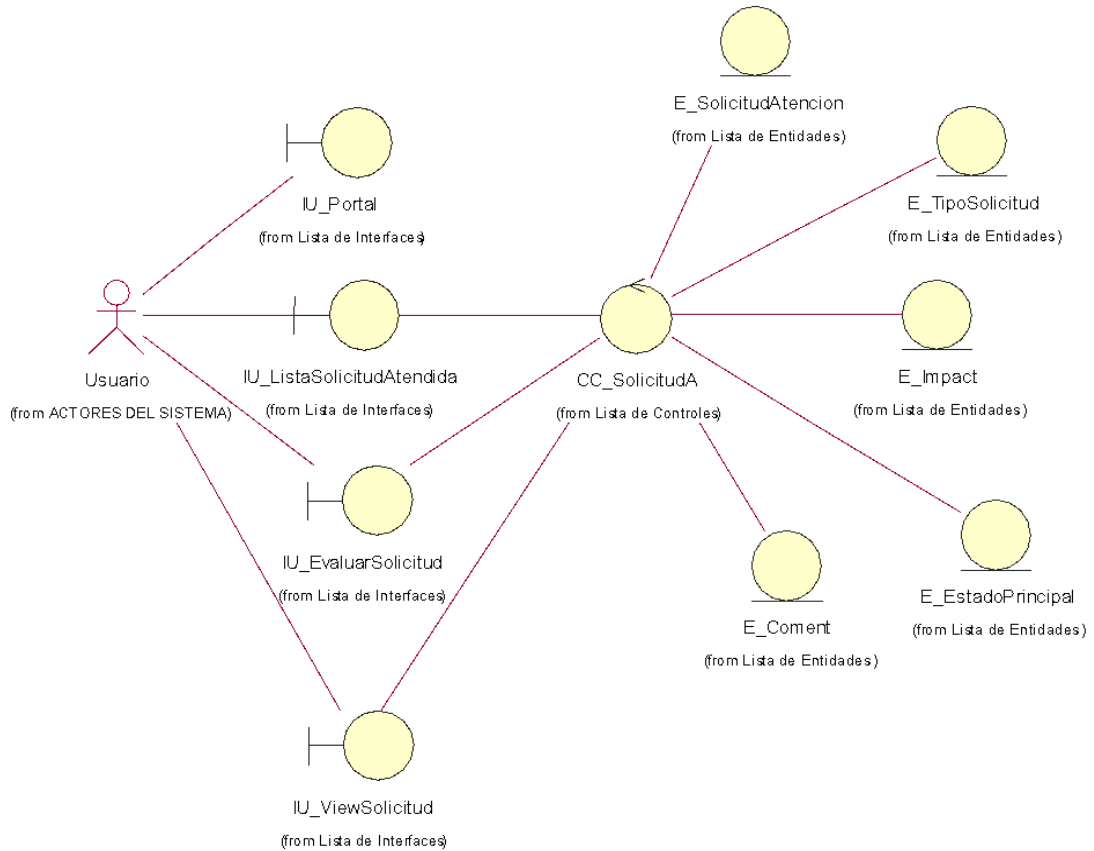 E_SolicitudAtencion
(from Lista de Entidades)
E_TipoSolicitud
(from Lista de Entidades)
IU_Portal
(from Lista de Interfaces)
Usuario
(from ACTORES DEL SISTEMA)
IU_ListaSolicitudAtendida
(from Lista de Interfaces)
CC_SolicitudA
(from Lista de Controles)
E_Impact
(from Lista de Entidades)
IU_EvaluarSolicitud
(from Lista de Interfaces)
E_Coment
(from Lista de Entidades)
E_EstadoPrincipal
(from Lista de Entidades)
IU_ViewSolicitud
(from Lista de Interfaces)